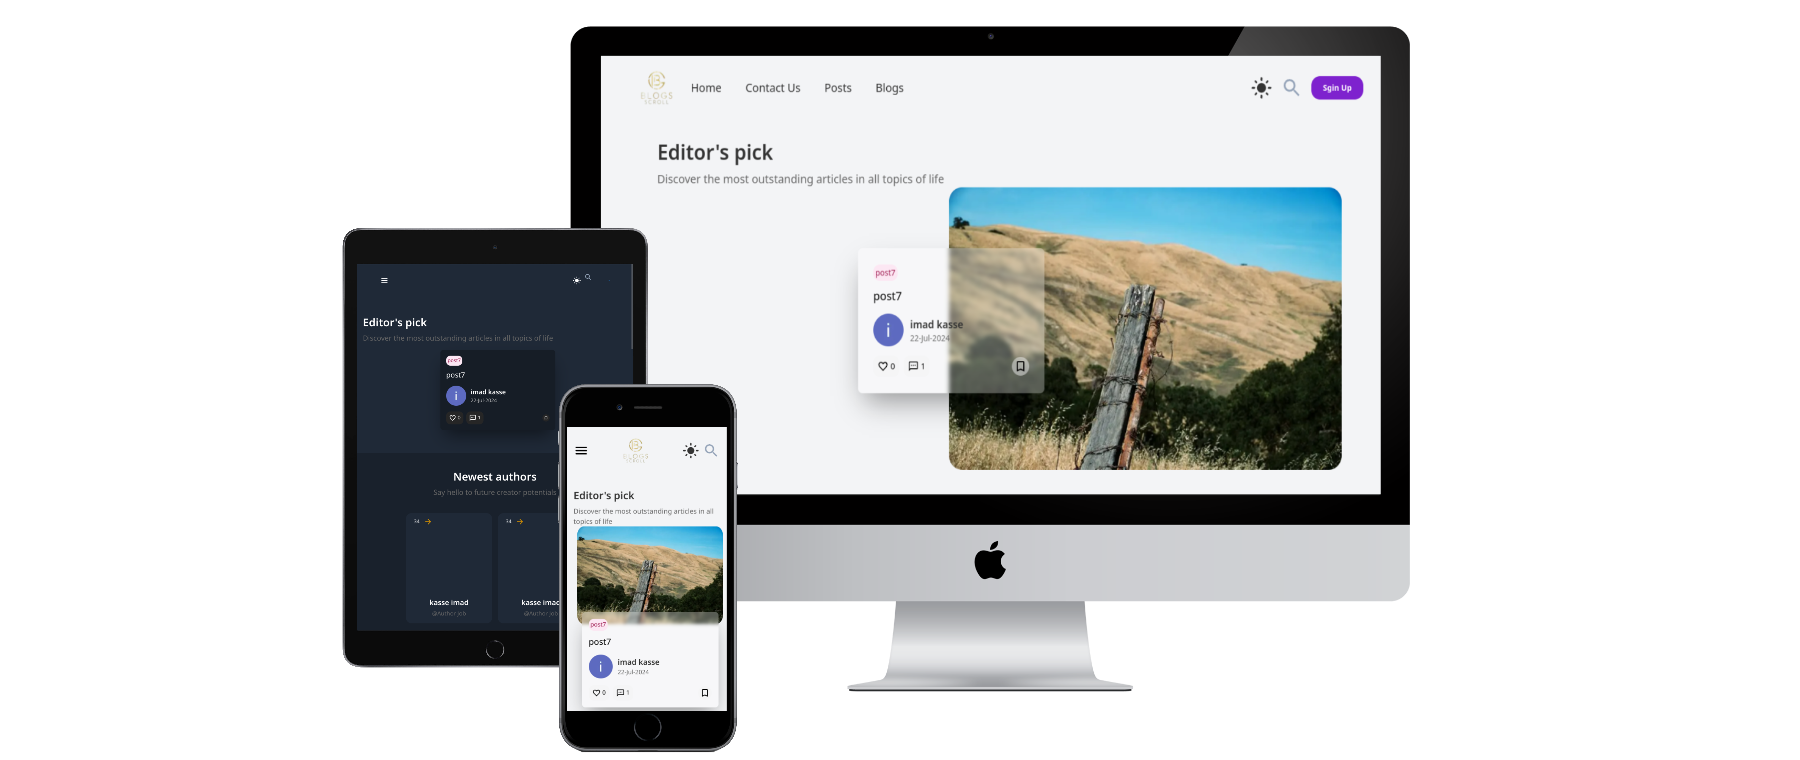 BLOGS
SCROLL
Home
Contact Us
Posts
Blogs
Sgin Up
Editor's pick
Discover the most outstanding articles in all topics of life
post7
post7
i
imad kasse
22-Jul-2024
0
1
Editor's pick
Discover the most outstanding articles in all topics of life
post7
post7
i
imad kasse
22-Jul-2024
0
1
Newest authors
Say hello to future creator potentials
kasse imad
@Author Job
kasse imad
@Author Job
BLOGS
SCROLL
Editor's pick
Discover the most outstanding articles in all
topics of life
post7
post7
i
imad kasse
22-Jul-2024
0
1